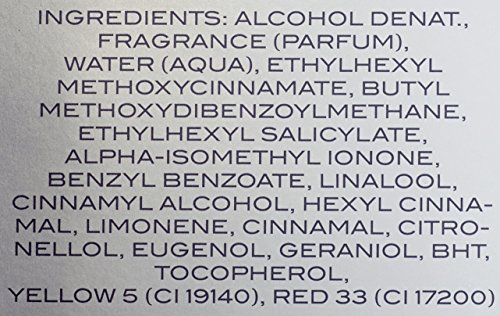 INGREDIENTS: ALCOHOL DENAT.,
FRAGRANCE (PARFUM),
WATER (AQUA), ETHYLHEXYL
METHOXYCINNAMATE, BUTYL
METHOXYDIBENZOYLMETHANE,
ETHYLHEXYL SALICYLATE,
ALPHA-ISOMETHYL IONONE,
BENZYL BENZOATE, LINALOOL,
CINNAMYL ALCOHOL, HEXYL CINNA-
MAL, LIMONENE, CINNAMAL, CITRO-
NELLOL, EUGENOL, GERANIOL, BHT,
TOCOPHEROL,
YELLOW 5 (CI 19140), RED 33 (CI 17200)